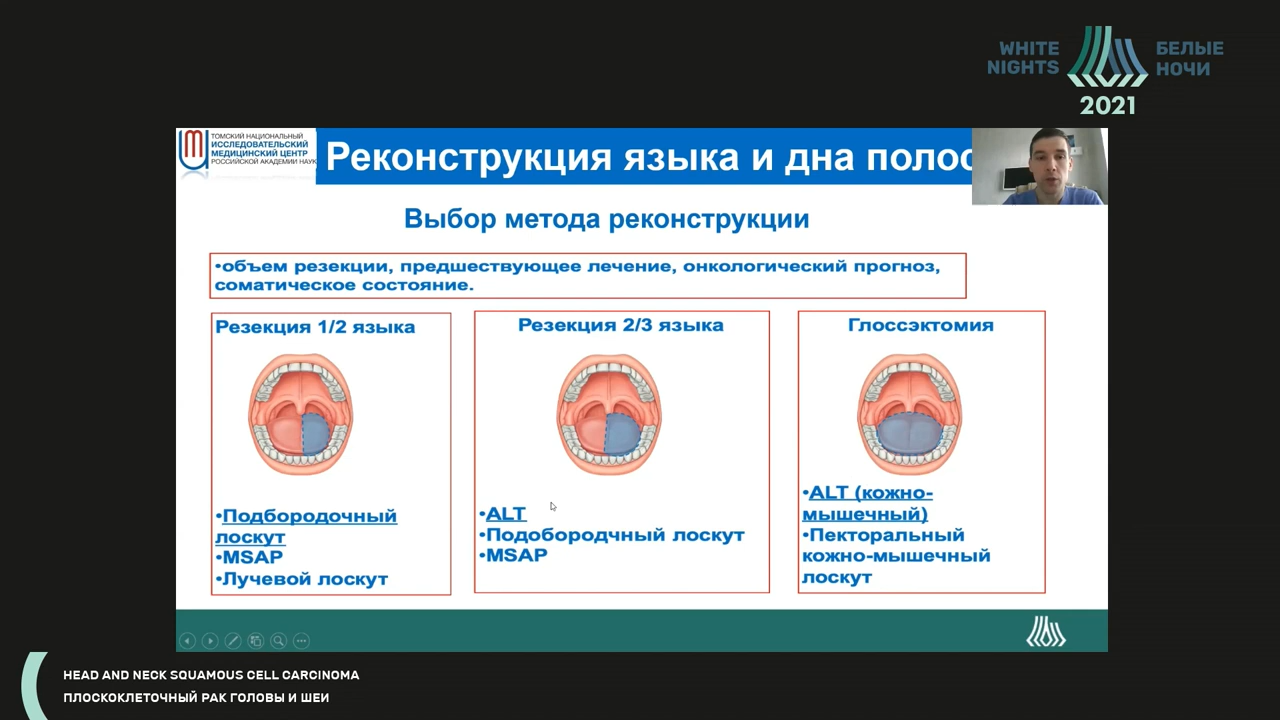 WHITE
NIGHTS
БЕЛЫЕ
НОЧИ
2021
ТОМСКИЙ НАЦИОНАЛЬНЫЙ
ИССЛЕДОВАТЕЛЬСКИЙ
МЕДИЦИНСКИЙ ЦЕНТР
РОССИЙСКОЙ АКАДЕМИИ НАУК
Реконструкция языка и дна полос
Выбор метода реконструкции
•объем резекции, предшествующее лечение, онкологический прогноз,
соматическое состояние.
Резекция 1/2 языка
•Подбородочный
лоскут
•MSAP
•Лучевой лоскут
Резекция 2/3 языка
•ALT
•Подобородчный лоскут
•MSAP
Глоссэктомия
•ALT (кожно-
мышечный)
•Пекторальный
кожно-мышечный
лоскут
HEAD AND NECK SQUAMOUS CELL CARCINOMA
ПЛОСКОКЛЕТОЧНЫЙ РАК ГОЛОВЫ И ШЕИ